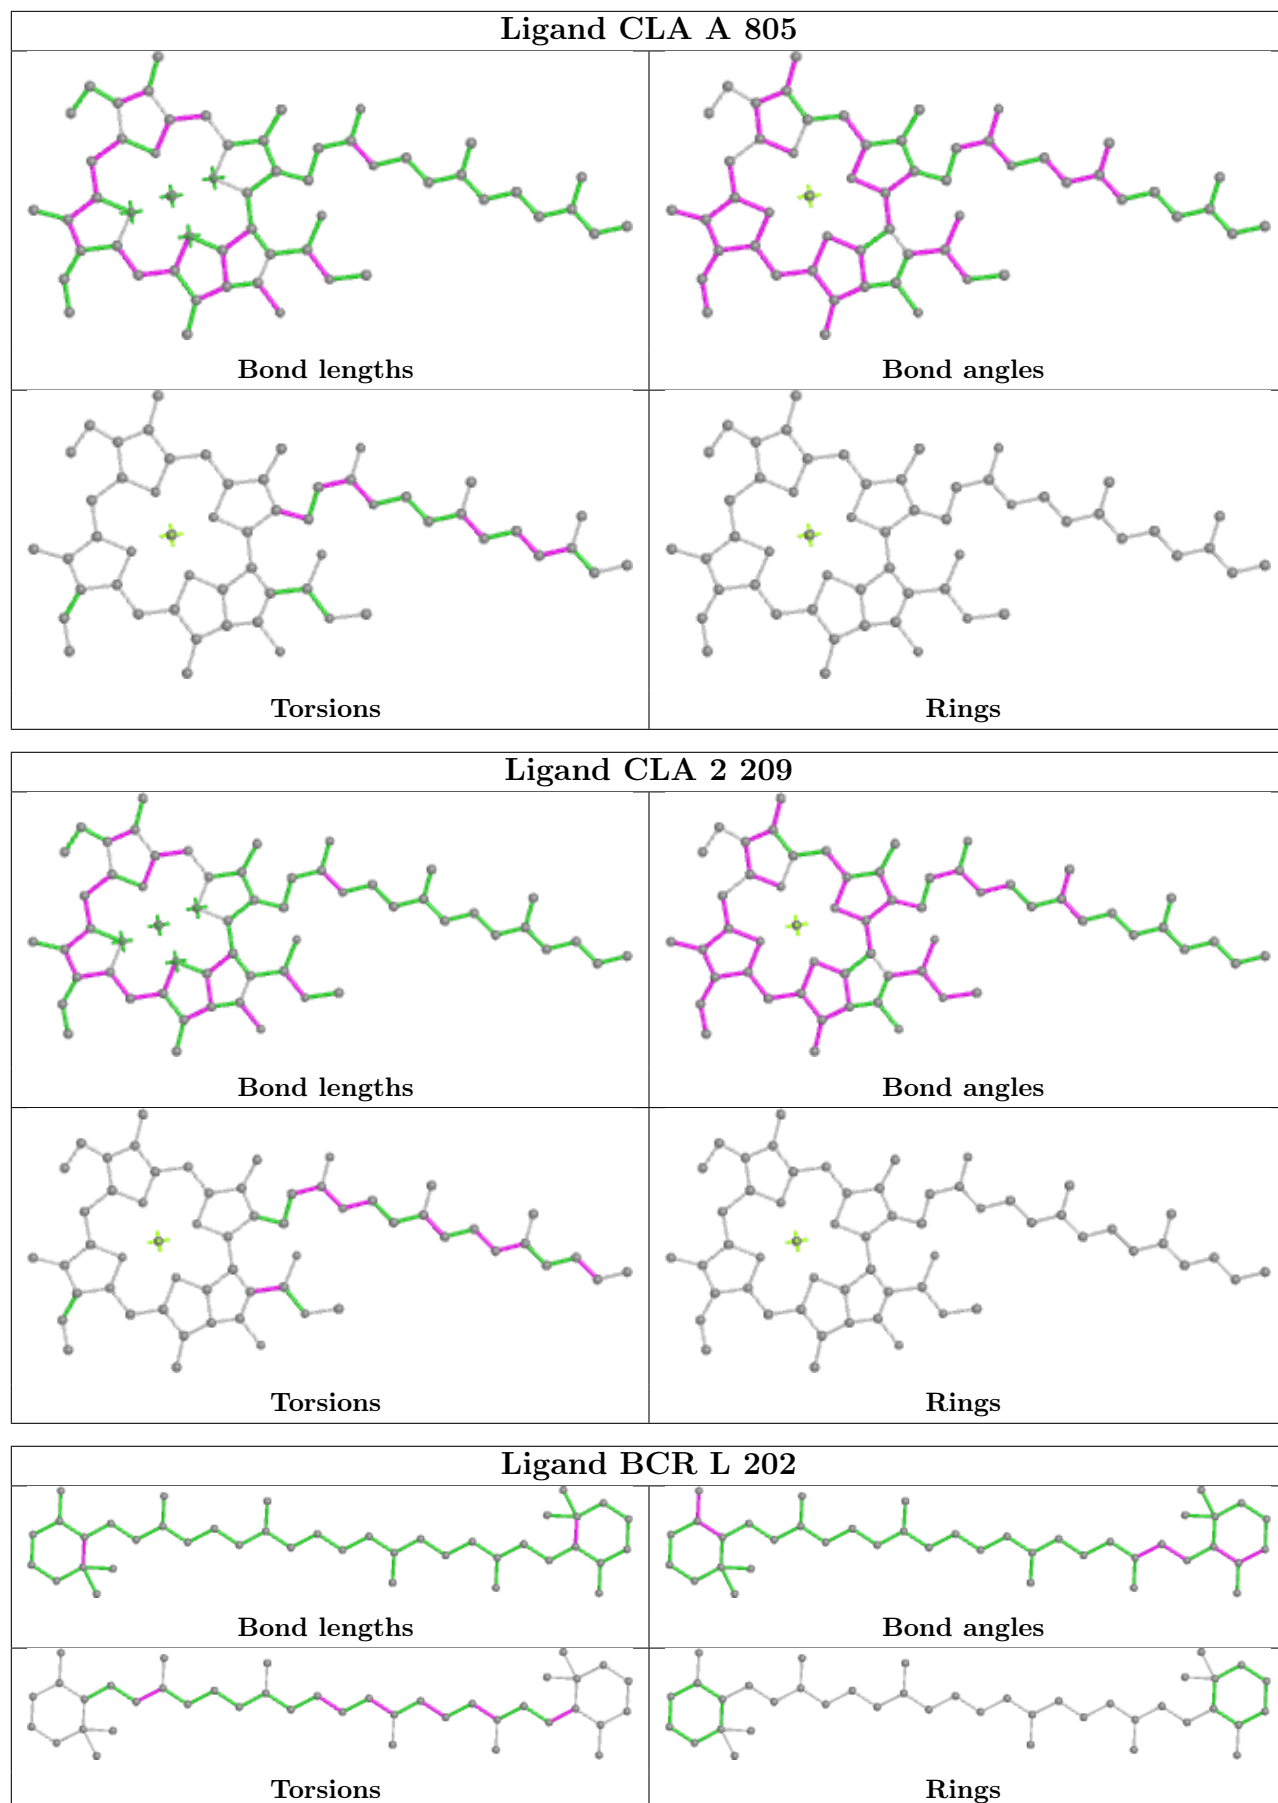 Ligand CLA A 805
Bond lengths
Bond angles
Torsions
Rings
Ligand CLA 2 209
Bond lengths
Bond angles
Torsions
Rings
Ligand BCR L 202
Bond lengths
Bond angles
Torsions
Rings